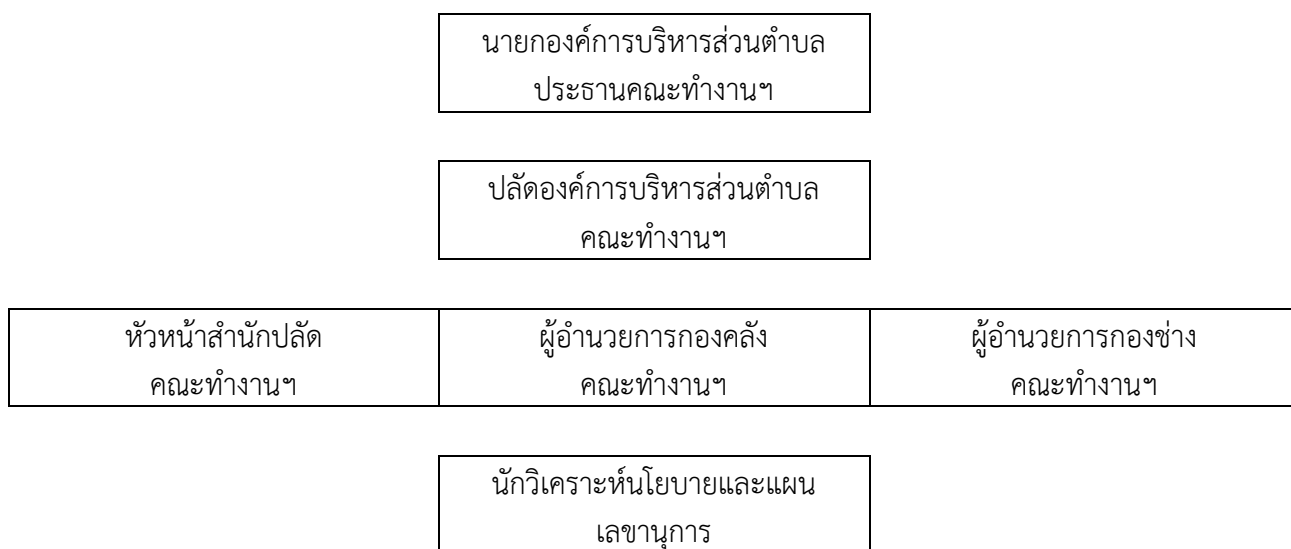 นายกองค์การบริหารส่วนตำบล
ประธานคณะทำงานฯ
ปลัดองค์การบริหารส่วนตำบล
คณะทำงานฯ
หัวหน้าสำนักปลัด
คณะทำงานฯ
ผู้อำนวยการกองคลัง
คณะทำงานฯ
ผู้อำนวยการกองช่าง
คณะทำงานฯ
นักวิเคราะห์นโยบายและแผน
เลขานุการ